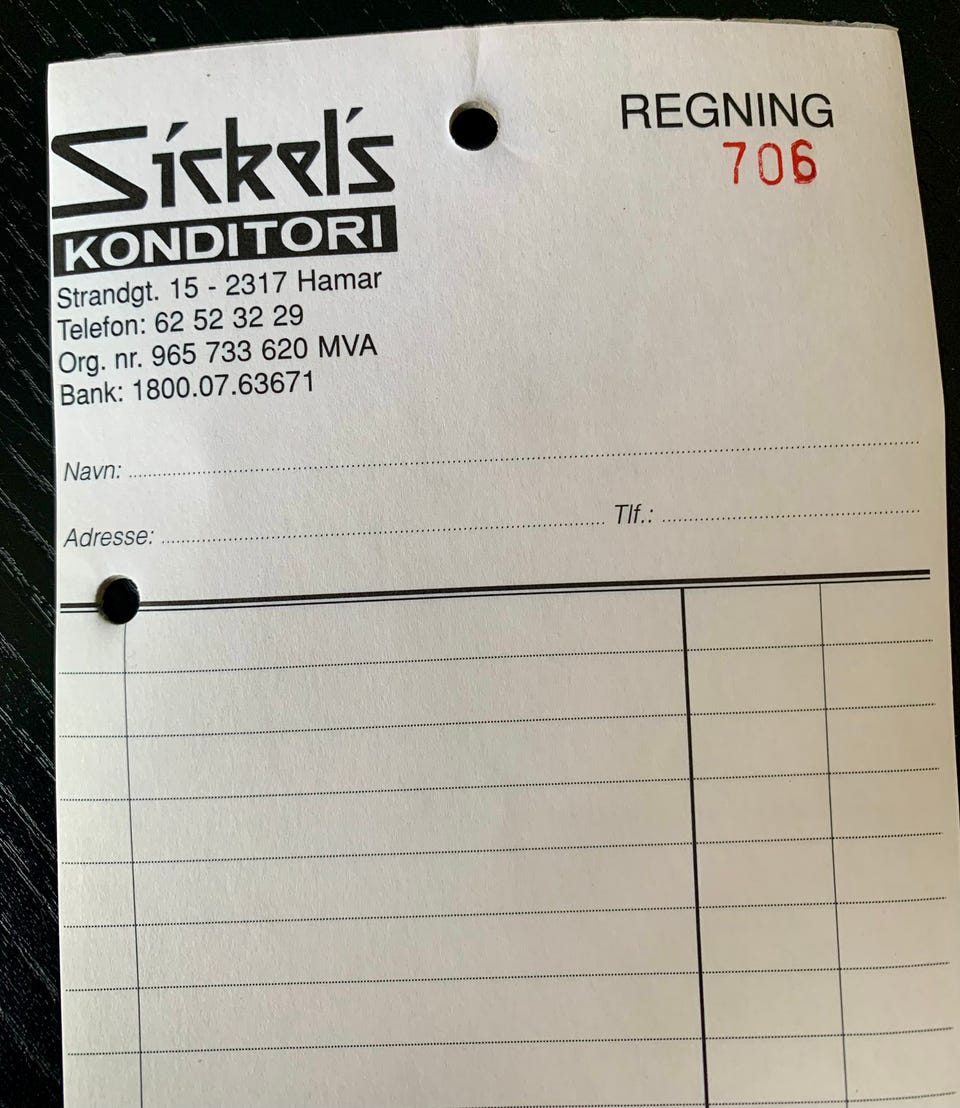 Sickel's
KONDITORI
Strandgt. 15 - 2317 Hamar
Telefon: 62 52 32 29
Org. nr. 965 733 620 MVA
Bank: 1800.07.63671
REGNING
706
Navn:
Adresse:
Tlf.: